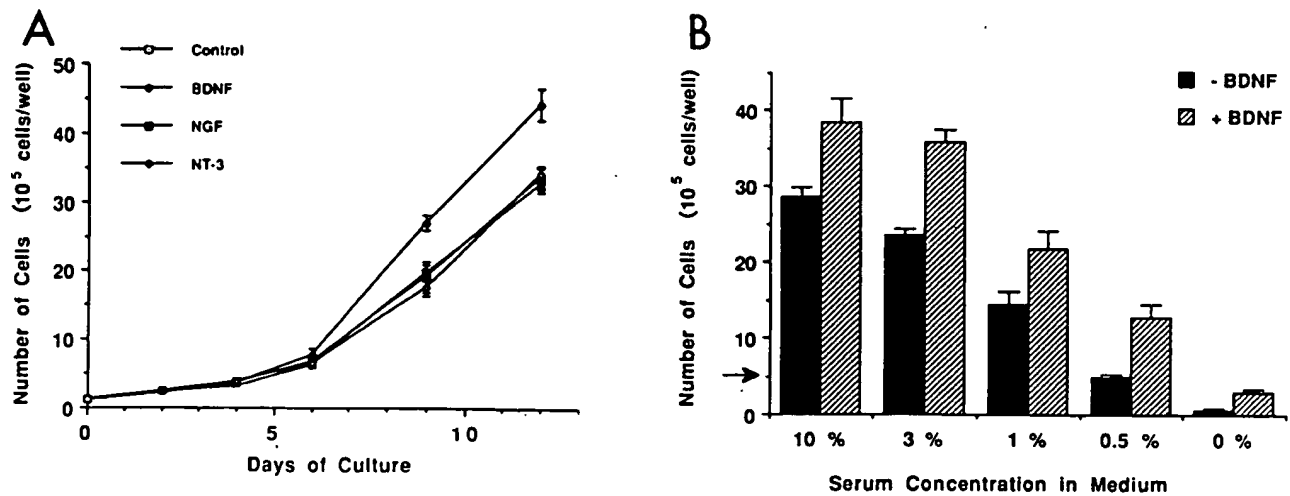 A
Control
BDNF
NGF
NT-3
50
40
30
20
10
0
Number of Cells (10⁵ cells/well)
0
5
10
Days of Culture
B
- BDNF
+ BDNF
40
30
20
10
0
Number of Cells (10⁵ cells/well)
10 %
3 %
1 %
0.5 %
0 %
Serum Concentration in Medium